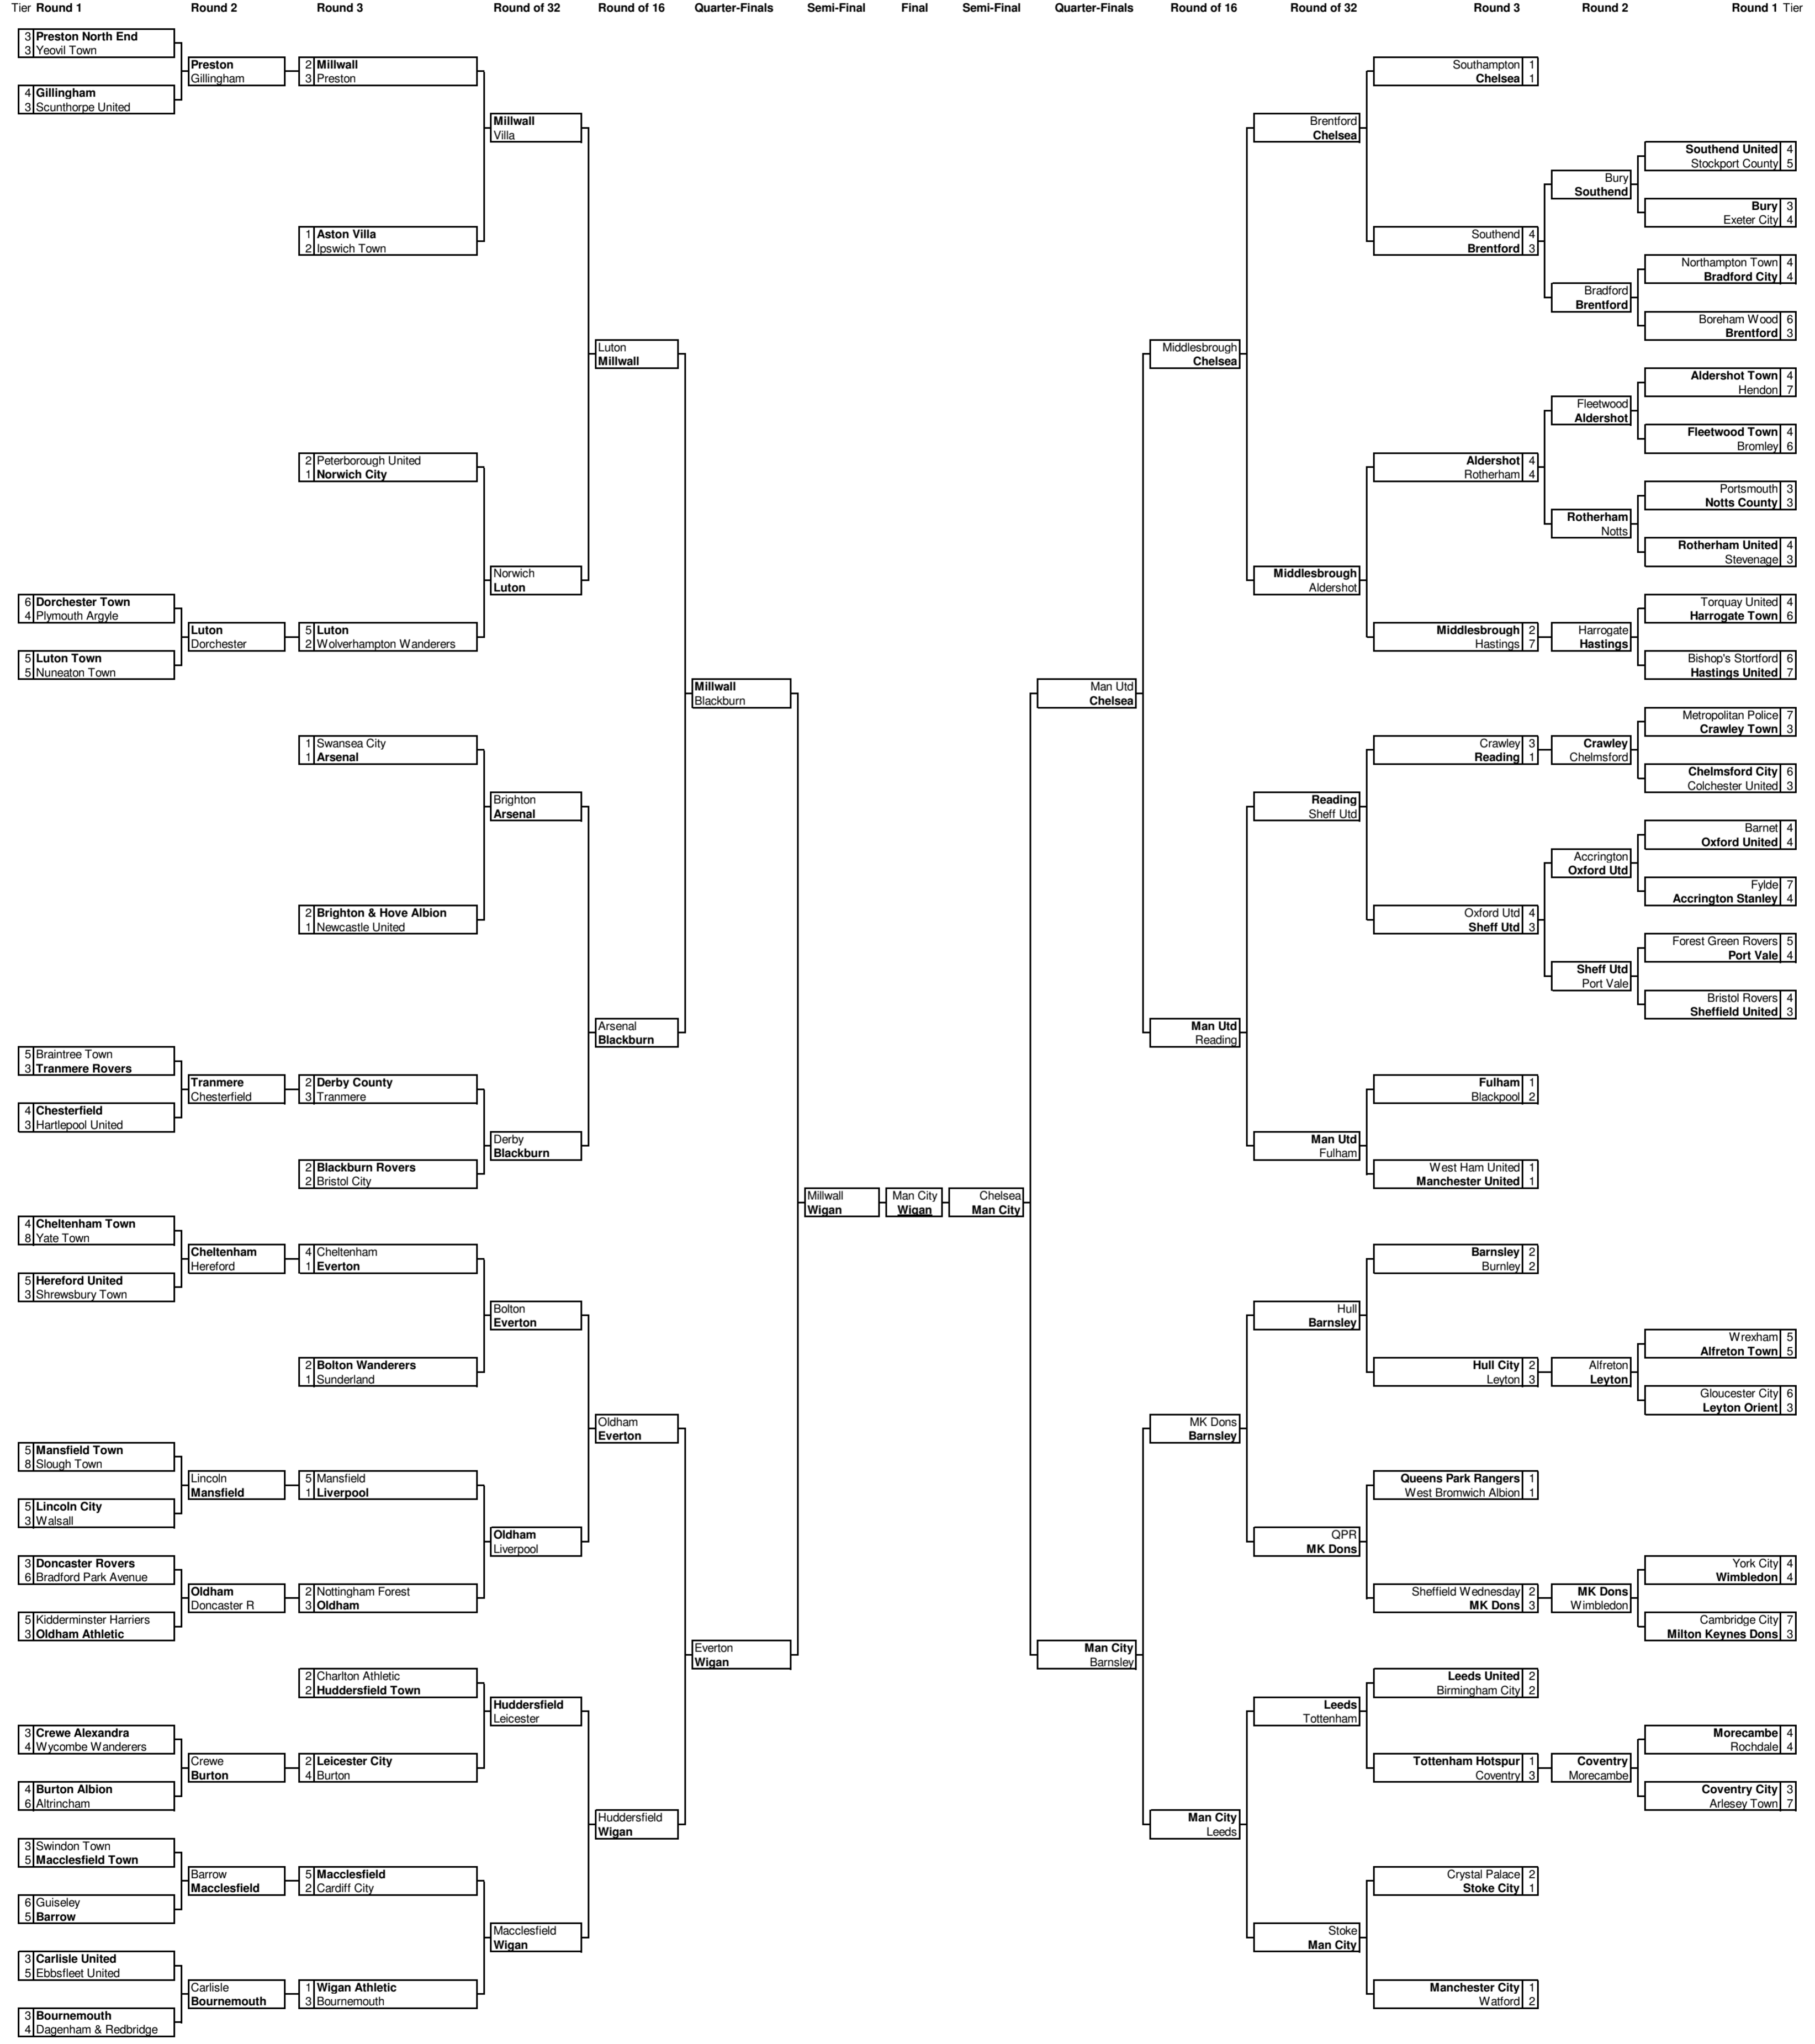 Tier Round 1 Round 2 Round 3 Round of 32 Round of 16 Quarter-Finals Semi-Final Final Semi-Final Quarter-Finals Round of 16 Round of 32 Round 3 Round 2 Round 1 Tier
3 Preston North End
3 Yeovil Town
4 Gillingham
3 Scunthorpe United
6 Dorchester Town
4 Plymouth Argyle
5 Luton Town
5 Nuneaton Town
5 Braintree Town
3 Tranmere Rovers
4 Chesterfield
3 Hartlepool United
4 Cheltenham Town
8 Yate Town
5 Hereford United
3 Shrewsbury Town
5 Mansfield Town
8 Slough Town
5 Lincoln City
3 Walsall
3 Doncaster Rovers
6 Bradford Park Avenue
5 Kidderminster Harriers
3 Oldham Athletic
3 Crewe Alexandra
4 Wycombe Wanderers
4 Burton Albion
6 Altrincham
3 Swindon Town
5 Macclesfield Town
6 Guiseley
5 Barrow
3 Carlisle United
5 Ebbsfleet United
3 Bournemouth
4 Dagenham & Redbridge
Preston
Gillingham
Luton
Dorchester
Tranmere
Chesterfield
Cheltenham
Hereford
Lincoln
Mansfield
Oldham
Doncaster R
Crewe
Burton
Barrow
Macclesfield
Carlisle
Bournemouth
2 Millwall
3 Preston
1 Aston Villa
2 Ipswich Town
2 Peterborough United
1 Norwich City
5 Luton
2 Wolverhampton Wanderers
1 Swansea City
1 Arsenal
2 Brighton & Hove Albion
1 Newcastle United
2 Derby County
3 Tranmere
2 Blackburn Rovers
2 Bristol City
4 Cheltenham
1 Everton
2 Bolton Wanderers
1 Sunderland
5 Mansfield
1 Liverpool
2 Nottingham Forest
3 Oldham
2 Charlton Athletic
2 Huddersfield Town
2 Leicester City
4 Burton
5 Macclesfield
2 Cardiff City
1 Wigan Athletic
3 Bournemouth
Millwall
Villa
Norwich
Luton
Brighton
Arsenal
Derby
Blackburn
Bolton
Everton
Oldham
Liverpool
Huddersfield
Leicester
Macclesfield
Wigan
Luton
Millwall
Arsenal
Blackburn
Oldham
Everton
Huddersfield
Wigan
Millwall
Blackburn
Everton
Wigan
Millwall
Wigan
Man City
Wigan
Chelsea
Man City
Man Utd
Chelsea
Man City
Barnsley
Middlesbrough
Chelsea
Man Utd
Reading
MK Dons
Barnsley
Man City
Leeds
Brentford
Chelsea
Middlesbrough
Aldershot
Reading
Sheff Utd
Man Utd
Fulham
Hull
Barnsley
QPR
MK Dons
Leeds
Tottenham
Stoke
Man City
Southampton 1
Chelsea 1
Southend 4
Brentford 3
Aldershot 4
Rotherham 4
Middlesbrough 2
Hastings 7
Crawley 3
Reading 1
Oxford Utd 4
Sheff Utd 3
Fulham 1
Blackpool 2
West Ham United 1
Manchester United 1
Barnsley 2
Burnley 2
Hull City 2
Leyton 3
Queens Park Rangers 1
West Bromwich Albion 1
Sheffield Wednesday 2
MK Dons 3
Leeds United 2
Birmingham City 2
Tottenham Hotspur 1
Coventry 3
Crystal Palace 2
Stoke City 1
Manchester City 1
Watford 2
Bury
Southend
Bradford
Brentford
Fleetwood
Aldershot
Rotherham
Notts
Harrogate
Hastings
Crawley
Chelmsford
Accrington
Oxford Utd
Sheff Utd
Port Vale
Alfreton
Leyton
MK Dons
Wimbledon
Coventry
Morecambe
Southend United 4
Stockport County 5
Bury 3
Exeter City 4
Northampton Town 4
Bradford City 4
Boreham Wood 6
Brentford 3
Aldershot Town 4
Hendon 7
Fleetwood Town 4
Bromley 6
Portsmouth 3
Notts County 3
Rotherham United 4
Stevenage 3
Torquay United 4
Harrogate Town 6
Bishop's Stortford 6
Hastings United 7
Metropolitan Police 7
Crawley Town 3
Chelmsford City 6
Colchester United 3
Barnet 4
Oxford United 4
Fylde 7
Accrington Stanley 4
Forest Green Rovers 5
Port Vale 4
Bristol Rovers 4
Sheffield United 3
Wrexham 5
Alfreton Town 5
Gloucester City 6
Leyton Orient 3
York City 4
Wimbledon 4
Cambridge City 7
Milton Keynes Dons 3
Morecambe 4
Rochdale 4
Coventry City 3
Arlesey Town 7